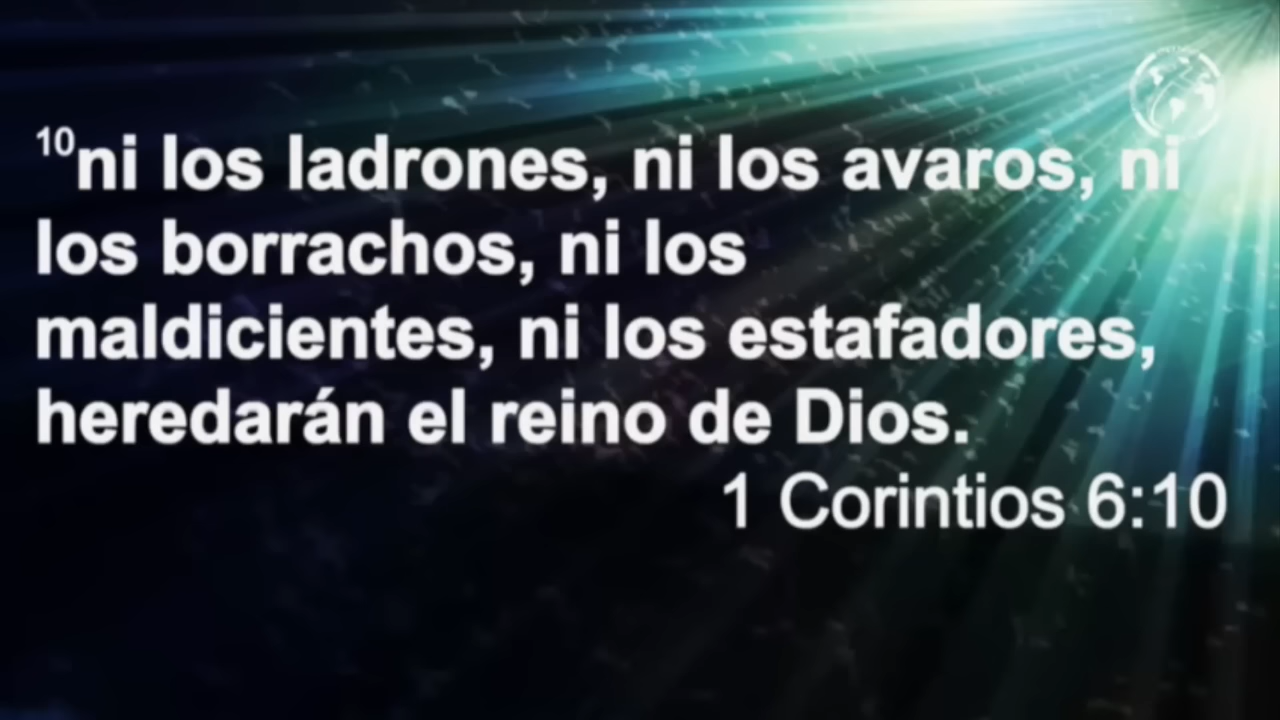 10ni los ladrones, ni los avaros, ni
los borrachos, ni los
maldicientes, ni los estafadores,
heredarán el reino de Dios.
1 Corintios 6:10